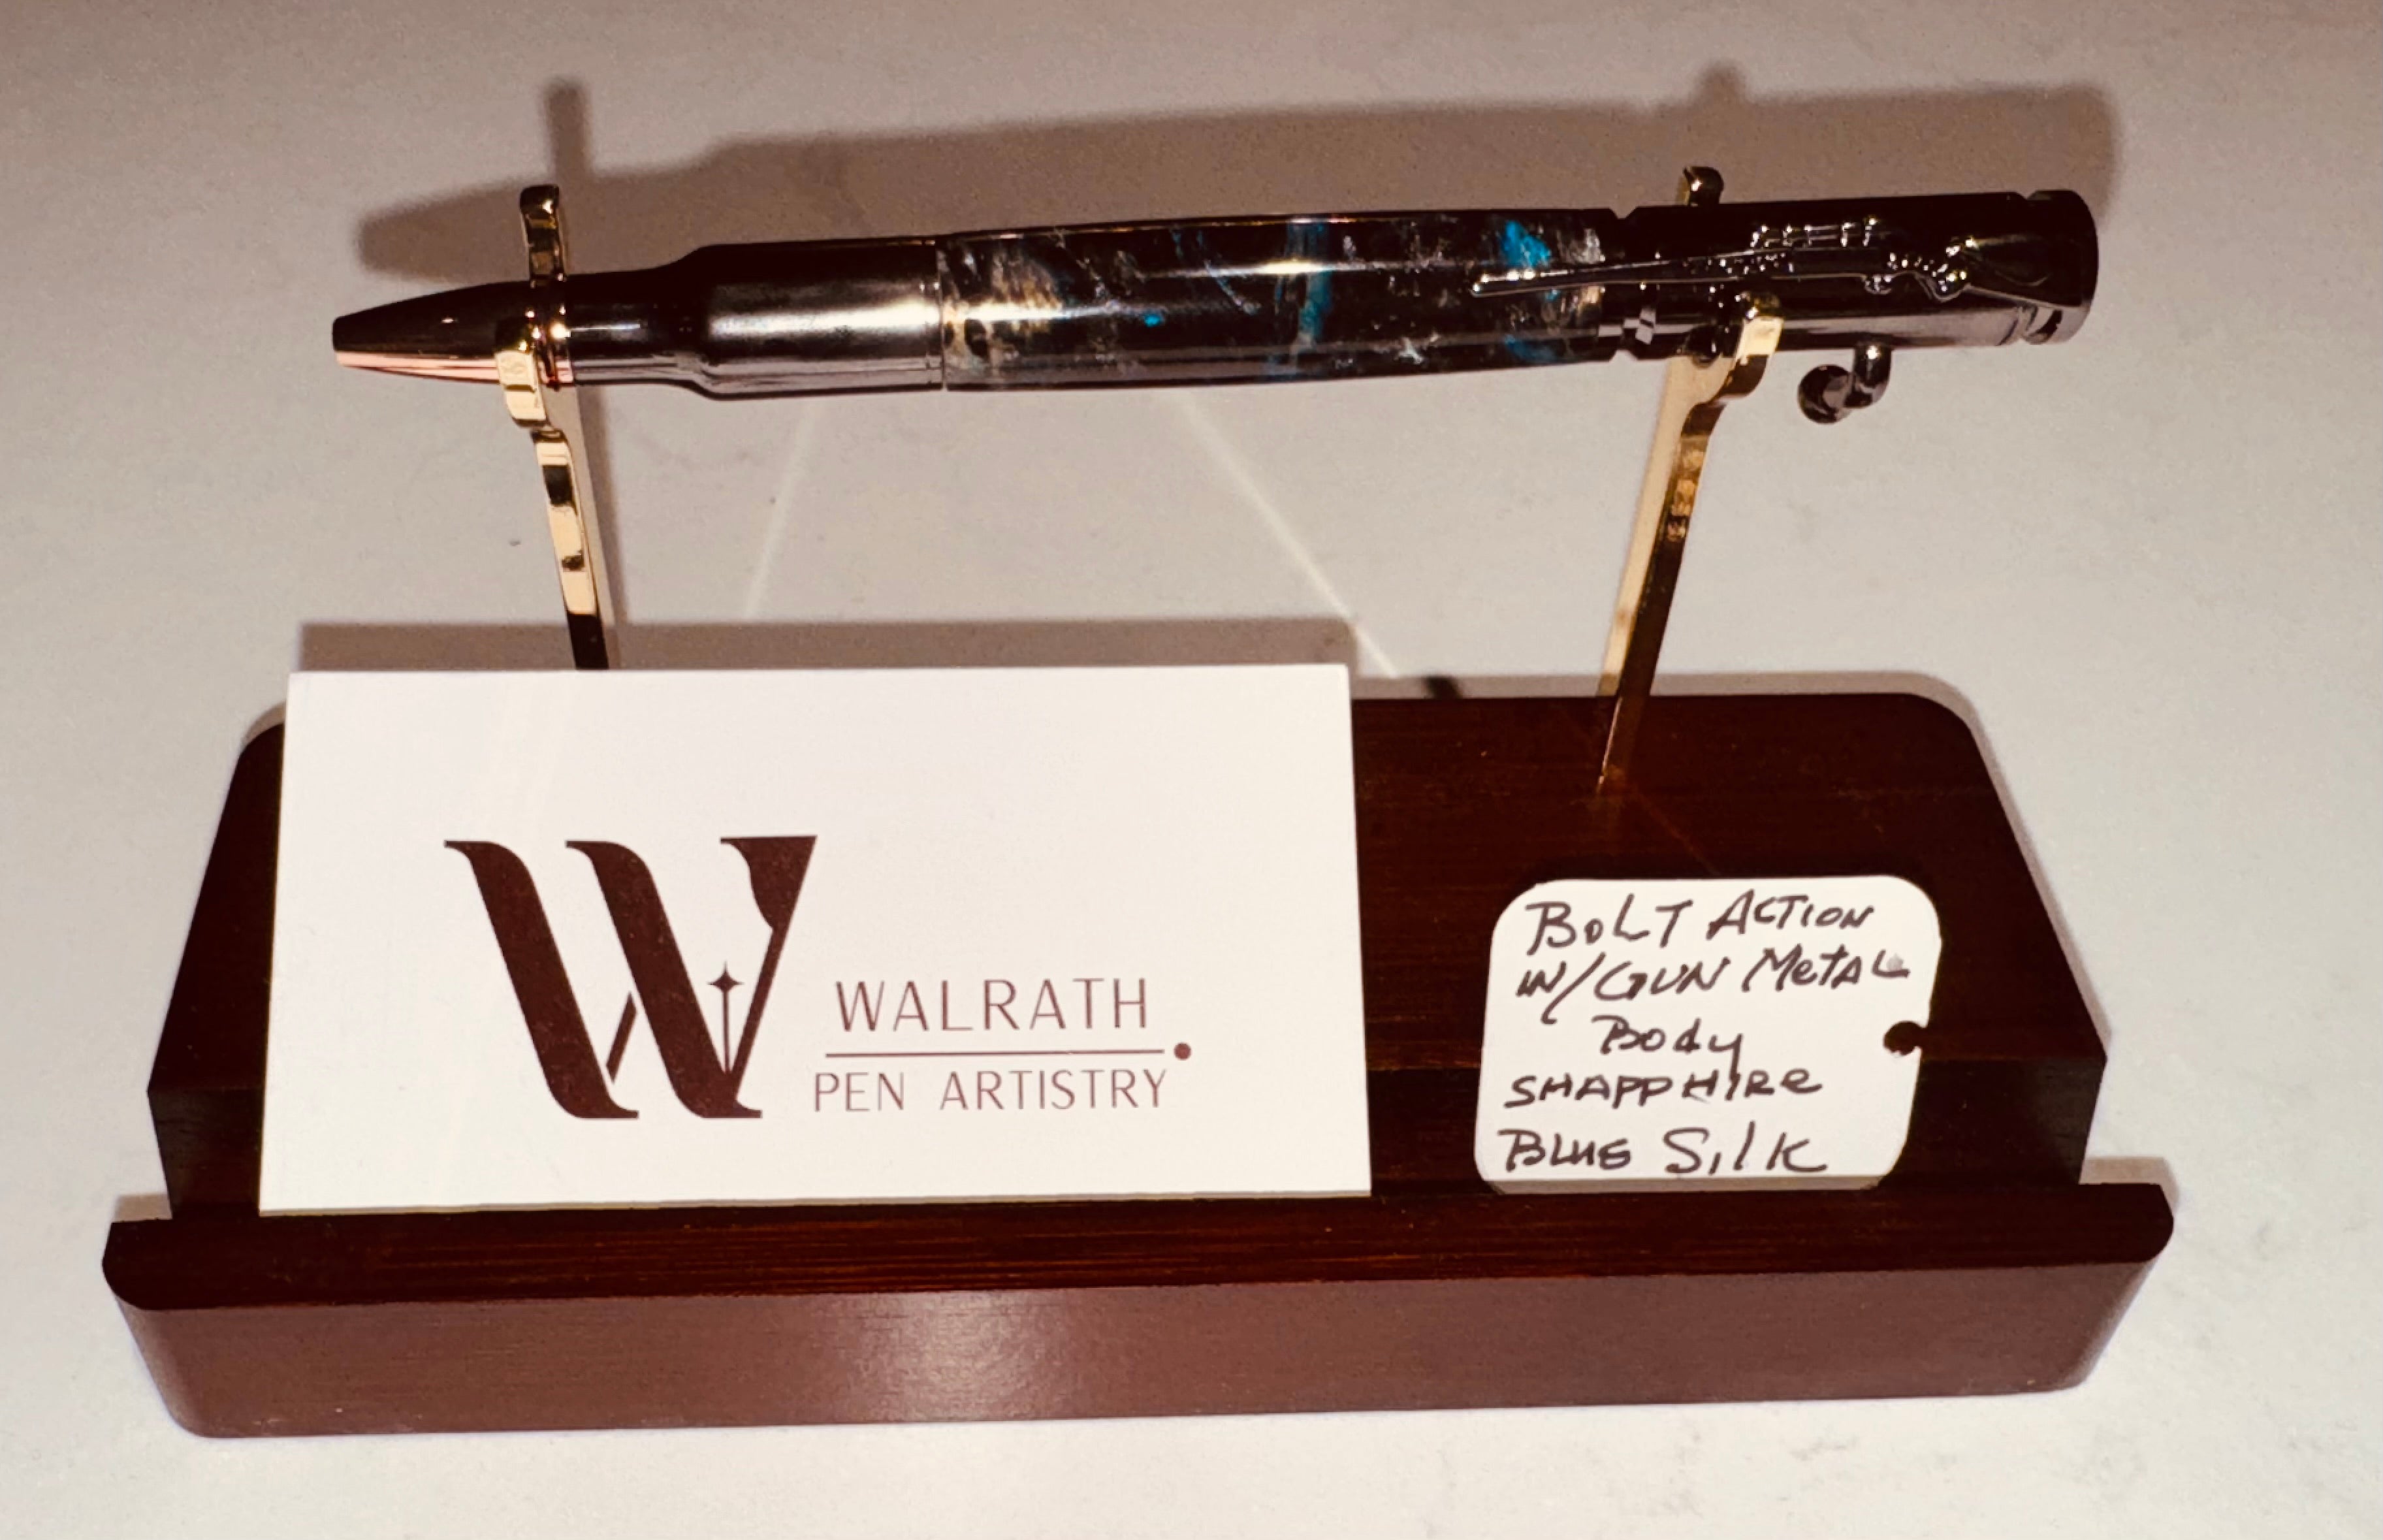 W
WALRATH
PEN ARTISTRY
BOLT ACTION
W/GUN MetAL
Body
SHAPPHIRe
BLUE SilK